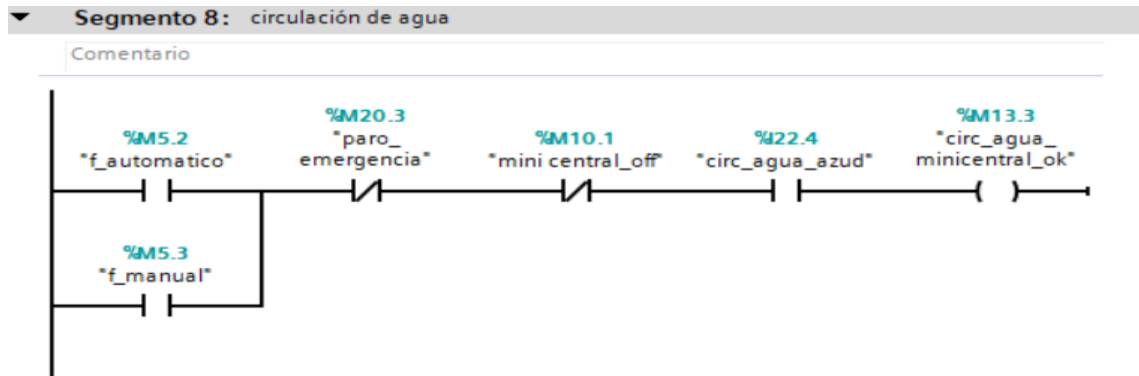 Segmento 8: circulación de agua
Comentario
%M5.2
"f_automatico"
%M20.3
"paro_
emergencia"
%M10.1
"mini central_off"
%I22.4
"circ_agua_azud"
%M13.3
"circ_agua_
minicentral_ok"
%M5.3
"f_manual"